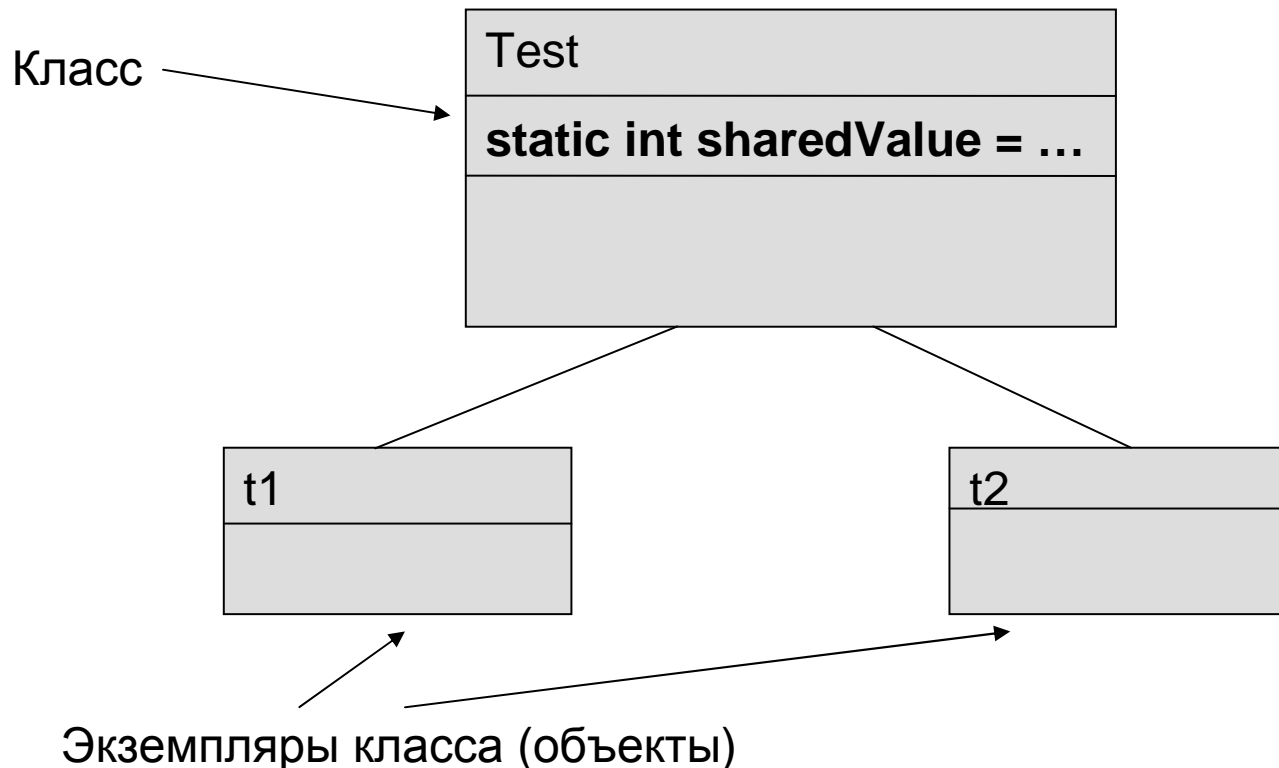 Test
Класс
static int sharedValue = …
t1
t2
Экземпляры класса (объекты)